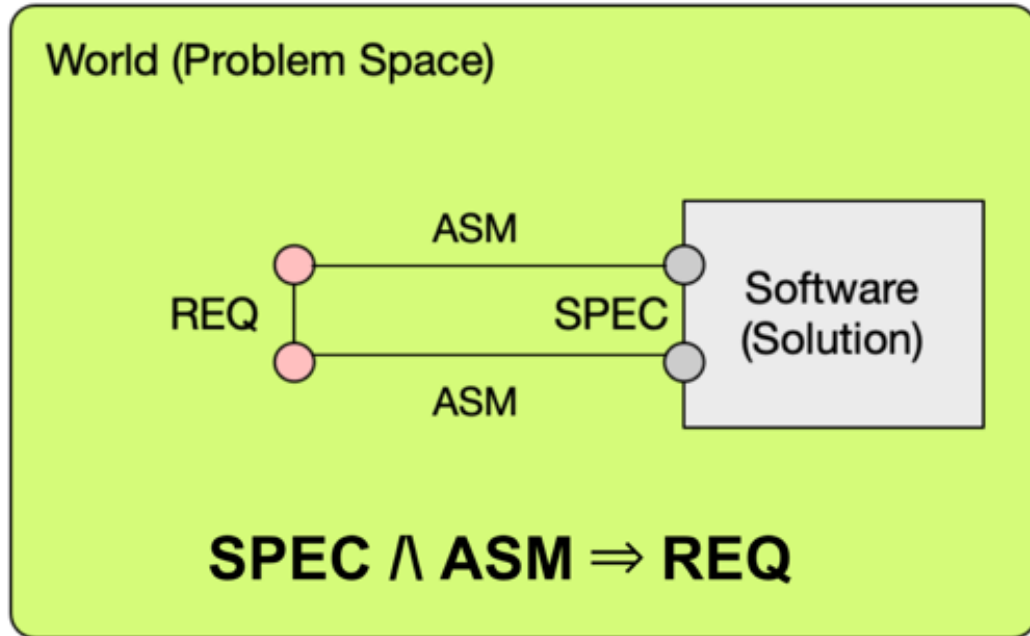 World (Problem Space)
ASM
REQ
SPEC
Software
(Solution)
ASM
SPEC /\ ASM ⇒ REQ